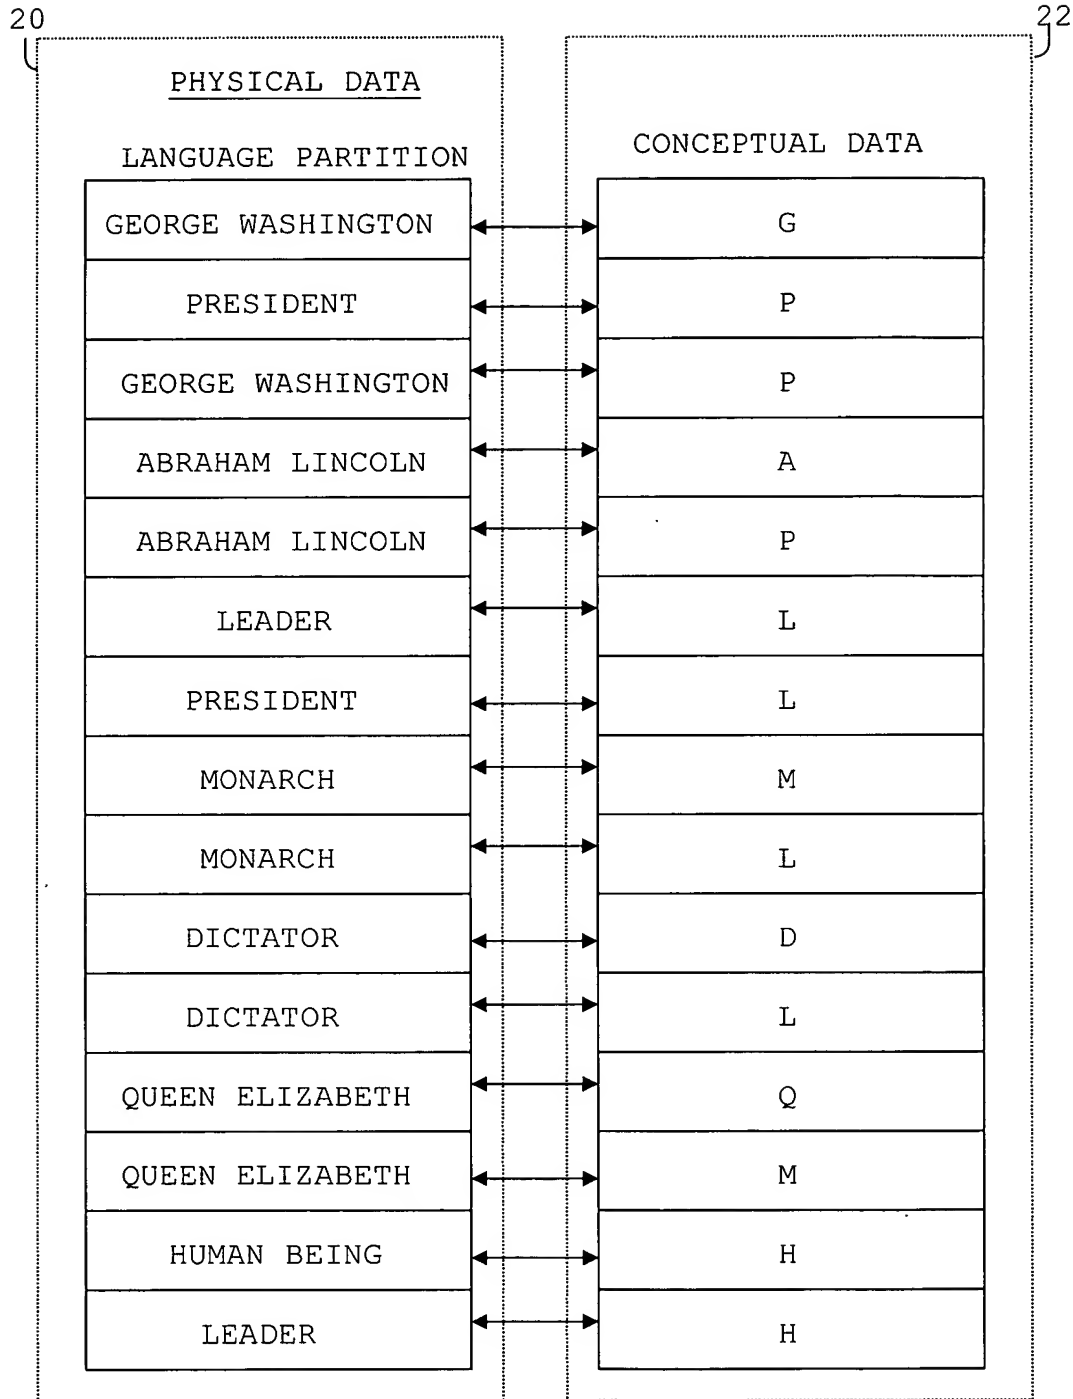 20
22
PHYSICAL DATA
LANGUAGE PARTITION
CONCEPTUAL DATA
GEORGE WASHINGTON G
PRESIDENT P
GEORGE WASHINGTON P
ABRAHAM LINCOLN A
ABRAHAM LINCOLN P
LEADER L
PRESIDENT L
MONARCH M
MONARCH L
DICTATOR D
DICTATOR L
QUEEN ELIZABETH Q
QUEEN ELIZABETH M
HUMAN BEING H
LEADER H